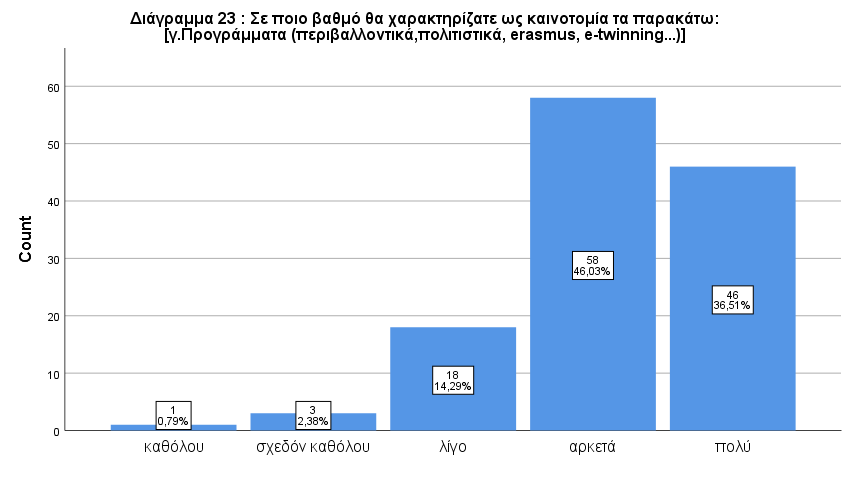 Διάγραμμα 23 : Σε ποιο βαθμό θα χαρακτηρίζατε ως καινοτομία τα παρακάτω:
[γ.Προγράμματα (περιβαλλοντικά,πολιτιστικά, erasmus, e-twinning...)]
Count
60
50
40
30
20
10
0
1
0,79%
3
2,38%
18
14,29%
58
46,03%
46
36,51%
καθόλου
σχεδόν καθόλου
λίγο
αρκετά
πολύ